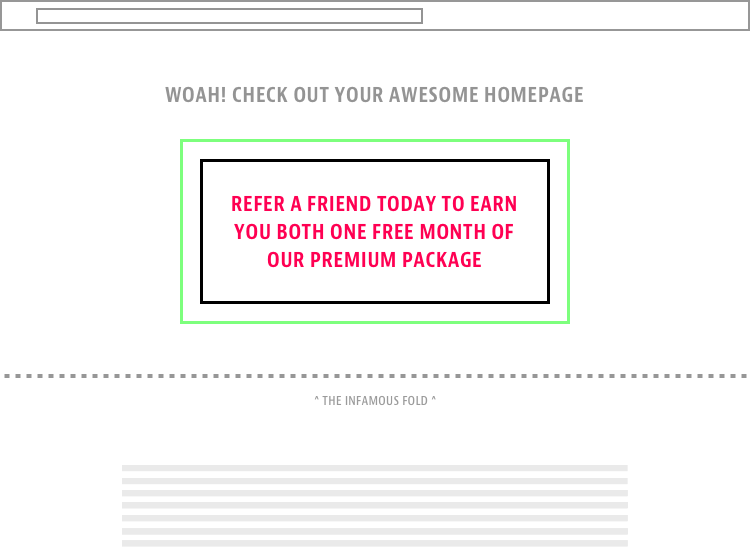 WOAH! CHECK OUT YOUR AWESOME HOMEPAGE
REFER A FRIEND TODAY TO EARN
YOU BOTH ONE FREE MONTH OF
OUR PREMIUM PACKAGE
^ THE INFAMOUS FOLD ^